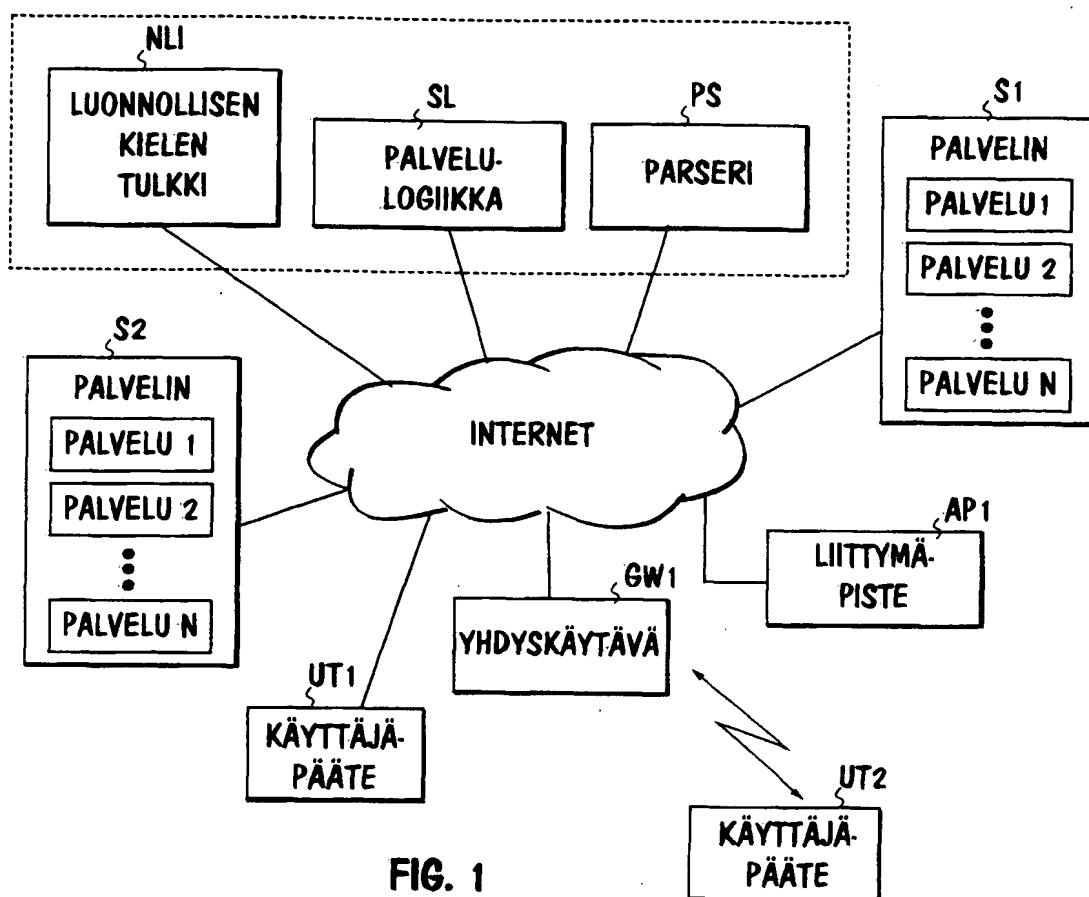 NLI
LUONNOLLISEN
KIELEN
TULKKI
SL
PALVELU-
LOGIIKKA
PS
PARSERI
S1
PALVELIN
PALVELU 1
PALVELU 2
PALVELU N
S2
PALVELIN
PALVELU 1
PALVELU 2
PALVELU N
INTERNET
AP1
LIITTYMÄ-
PISTE
GW1
YHDYSKÄYTÄVÄ
UT1
KÄYTTÄJÄ-
PÄÄTE
UT2
KÄYTTÄJÄ-
PÄÄTE
FIG. 1